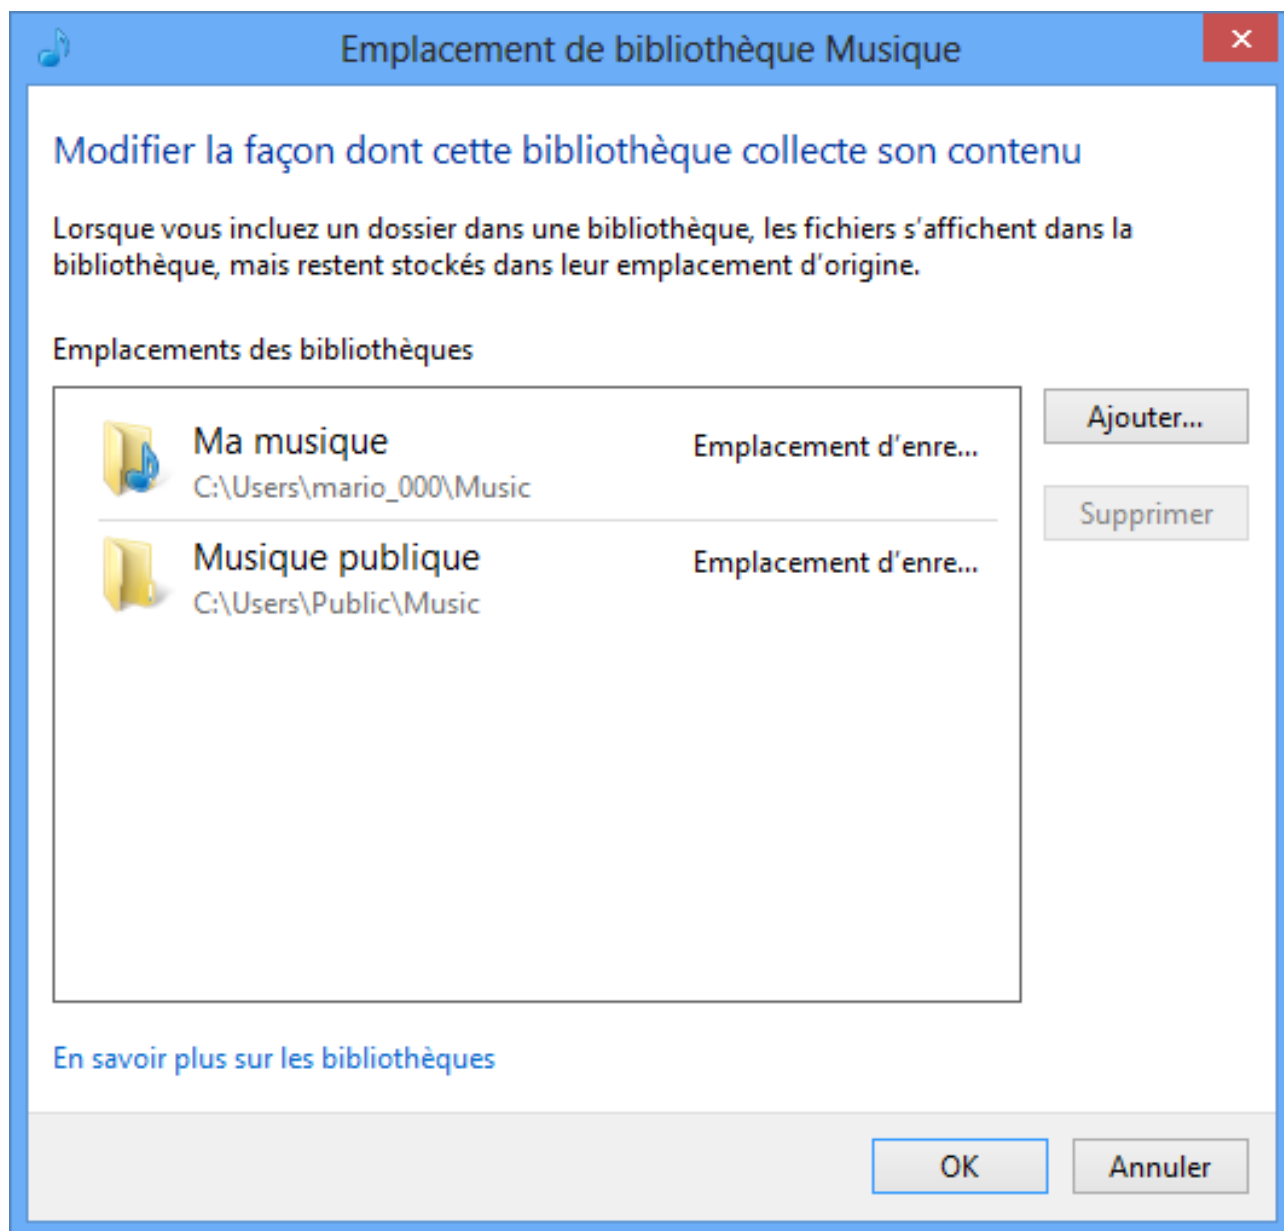 Emplacement de bibliothèque Musique
Modifier la façon dont cette bibliothèque collecte son contenu
Lorsque vous incluez un dossier dans une bibliothèque, les fichiers s’affichent dans la
bibliothèque, mais restent stockés dans leur emplacement d’origine.
Emplacements des bibliothèques
Ma musique
Emplacement d’enre...
C:\Users\mario_000\Music
Musique publique
Emplacement d’enre...
C:\Users\Public\Music
Ajouter...
Supprimer
En savoir plus sur les bibliothèques
OK
Annuler